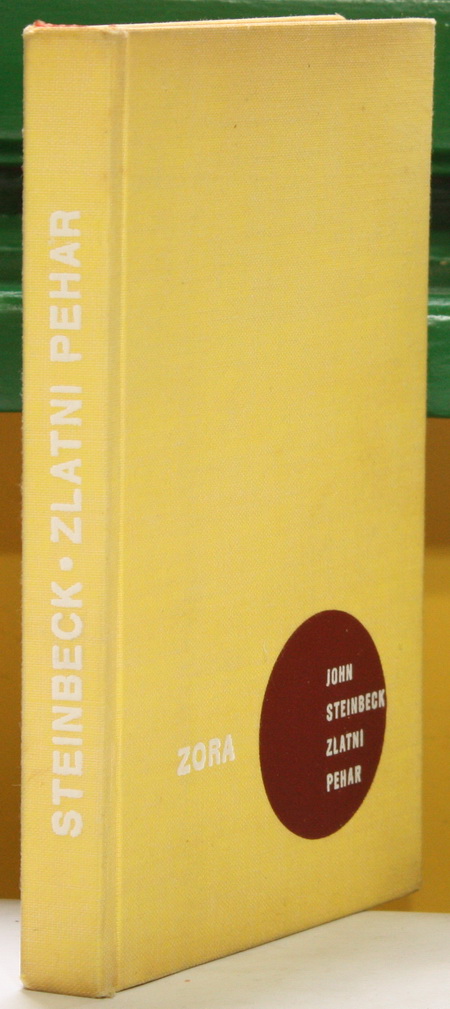 STEINBECK • ZLATNI PEHAR
ZORA
JOHN
STEINBECK
ZLATNI
PEHAR